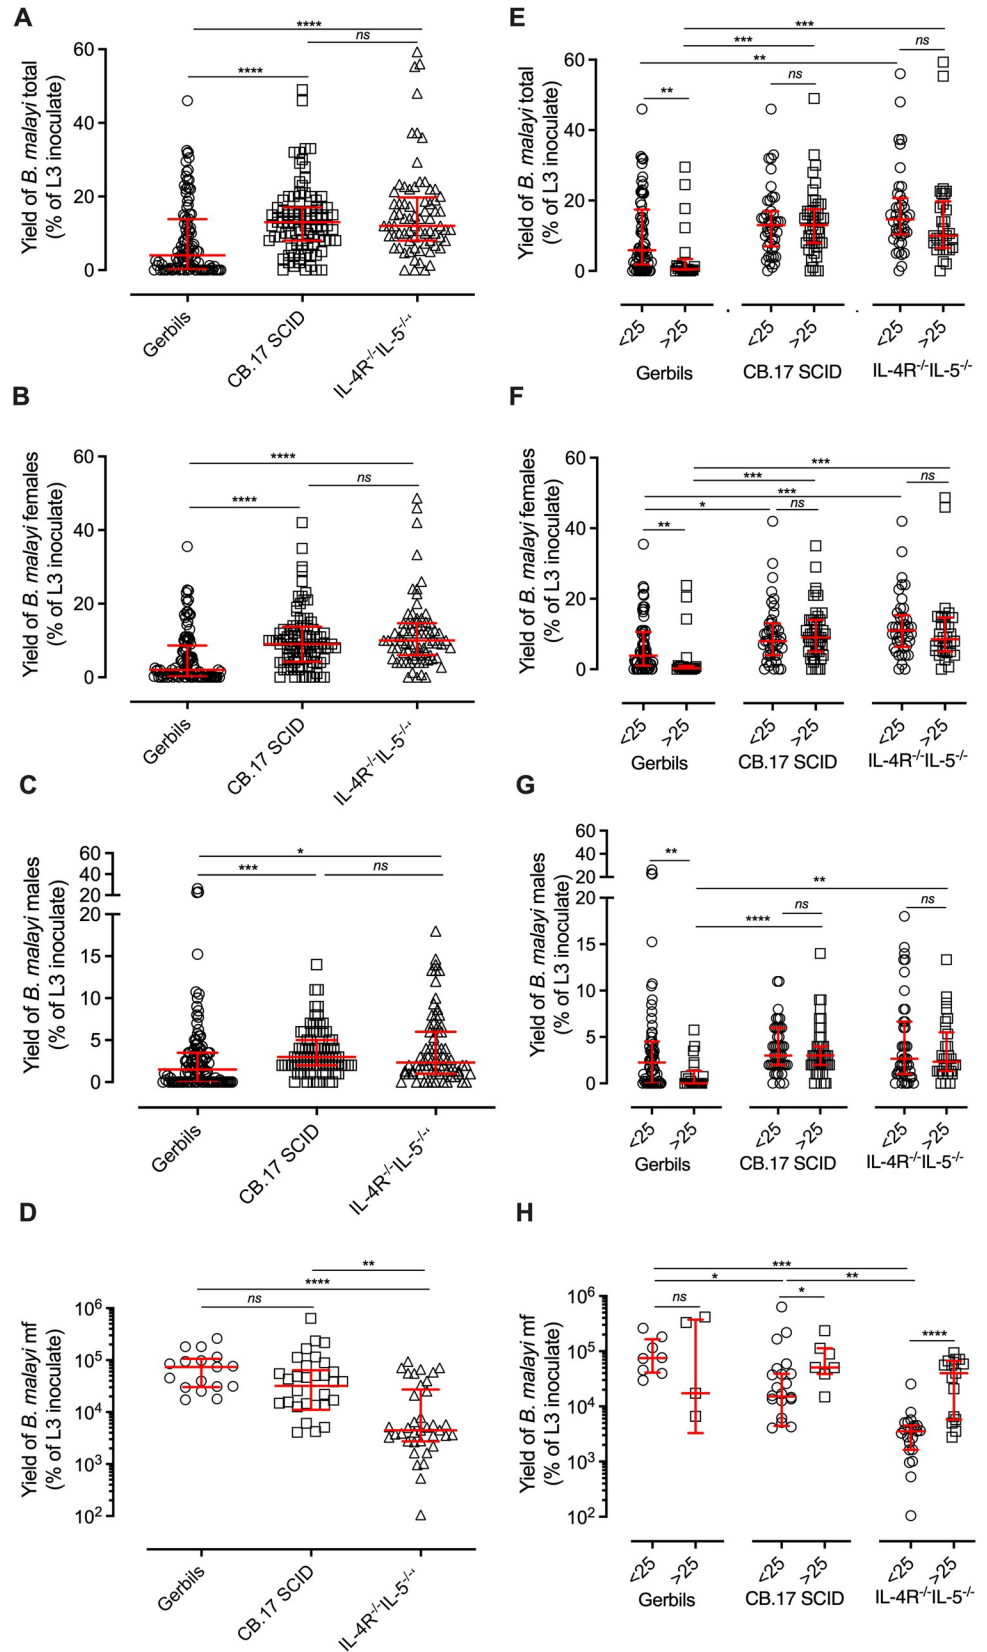 A
Yield of B. malayi total
(% of L3 inoculate)
60
40
20
0
****
ns
****
Gerbils
CB.17 SCID
IL-4R-/-IL-5-/-
B
Yield of B. malayi females
(% of L3 inoculate)
60
40
20
0
****
ns
****
Gerbils
CB.17 SCID
IL-4R-/-IL-5-/-
C
Yield of B. malayi males
(% of L3 inoculate)
60
40
20
20
15
10
5
0
*
***
ns
Gerbils
CB.17 SCID
IL-4R-/-IL-5-/-
D
Yield of B. malayi mf
(% of L3 inoculate)
10^6
10^5
10^4
10^3
10^2
**
****
ns
Gerbils
CB.17 SCID
IL-4R-/-IL-5-/-
E
Yield of B. malayi total
(% of L3 inoculate)
60
40
20
0
***
***
ns
**
ns
**
<25 >25 <25 >25 <25 >25
Gerbils CB.17 SCID IL-4R-/-IL-5-/-
F
Yield of B. malayi females
(% of L3 inoculate)
60
40
20
0
***
***
ns
***
* ns
**
<25 >25 <25 >25 <25 >25
Gerbils CB.17 SCID IL-4R-/-IL-5-/-
G
Yield of B. malayi males
(% of L3 inoculate)
60
40
20
20
15
10
5
0
**
**
ns ns
****
<25 >25 <25 >25 <25 >25
Gerbils CB.17 SCID IL-4R-/-IL-5-/-
H
Yield of B. malayi mf
(% of L3 inoculate)
10^6
10^5
10^4
10^3
10^2
***
* **
ns *
****
<25 >25 <25 >25 <25 >25
Gerbils CB.17 SCID IL-4R-/-IL-5-/-